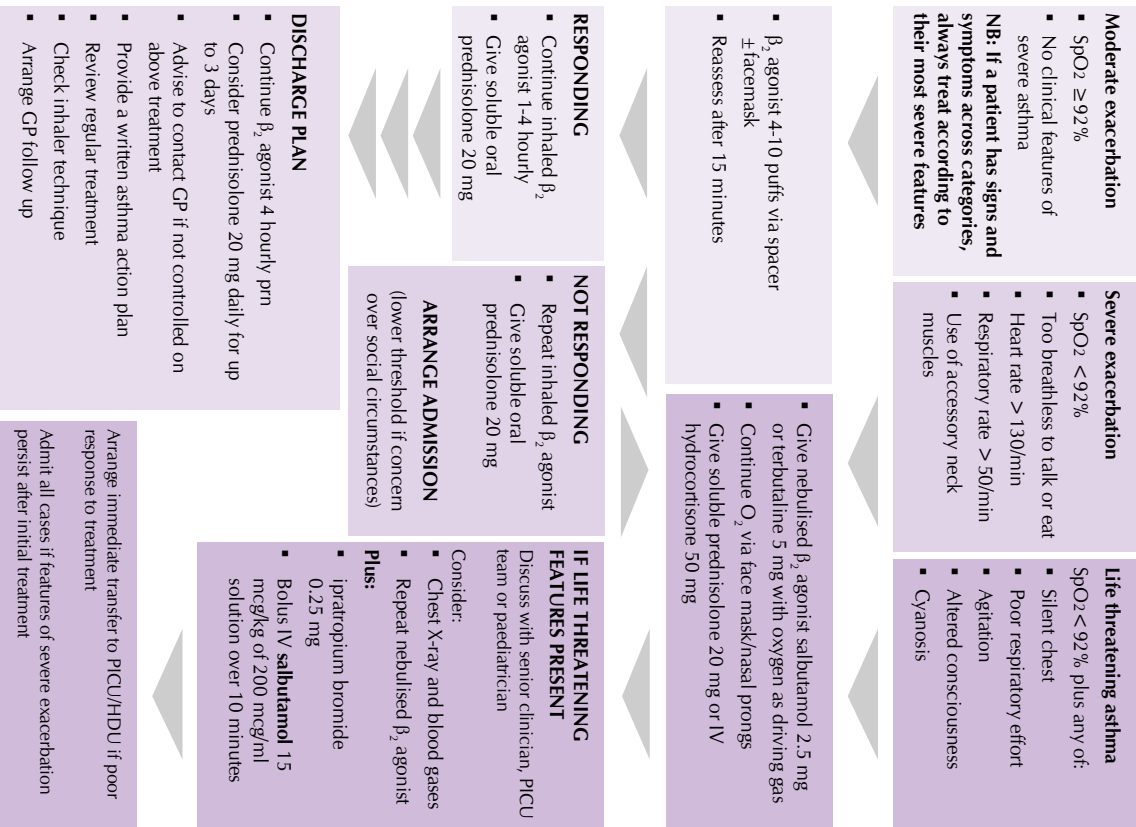 Moderate exacerbation
▪ SpO2 ≥92%
▪ No clinical features of
severe asthma
NB: If a patient has signs and
symptoms across categories,
always treat according to
their most severe features
Severe exacerbation
▪ SpO2 <92%
▪ Too breathless to talk or eat
▪ Heart rate >130/min
▪ Respiratory rate >50/min
▪ Use of accessory neck
muscles
Life threatening asthma
SpO2<92% plus any of:
▪ Silent chest
▪ Poor respiratory effort
▪ Agitation
▪ Altered consciousness
▪ Cyanosis
▪ β2 agonist 4-10 puffs via spacer
± facemask
▪ Reassess after 15 minutes
▪ Give nebulised β2 agonist salbutamol 2.5 mg
or terbutaline 5 mg with oxygen as driving gas
▪ Continue O2 via face mask/nasal prongs
▪ Give soluble prednisolone 20 mg or IV
hydrocortisone 50 mg
RESPONDING
▪ Continue inhaled β2
agonist 1-4 hourly
▪ Give soluble oral
prednisolone 20 mg
NOT RESPONDING
▪ Repeat inhaled β2 agonist
▪ Give soluble oral
prednisolone 20 mg
ARRANGE ADMISSION
(lower threshold if concern
over social circumstances)
IF LIFE THREATENING
FEATURES PRESENT
Discuss with senior clinician, PICU
team or paediatrician
Consider:
▪ Chest X-ray and blood gases
▪ Repeat nebulised β2 agonist
Plus:
▪ ipratropium bromide
0.25 mg
▪ Bolus IV salbutamol 15
mcg/kg of 200 mcg/ml
solution over 10 minutes
DISCHARGE PLAN
▪ Continue β2 agonist 4 hourly prn
▪ Consider prednisolone 20 mg daily for up
to 3 days
▪ Advise to contact GP if not controlled on
above treatment
▪ Provide a written asthma action plan
▪ Review regular treatment
▪ Check inhaler technique
▪ Arrange GP follow up
Arrange immediate transfer to PICU/HDU if poor
response to treatment
Admit all cases if features of severe exacerbation
persist after initial treatment